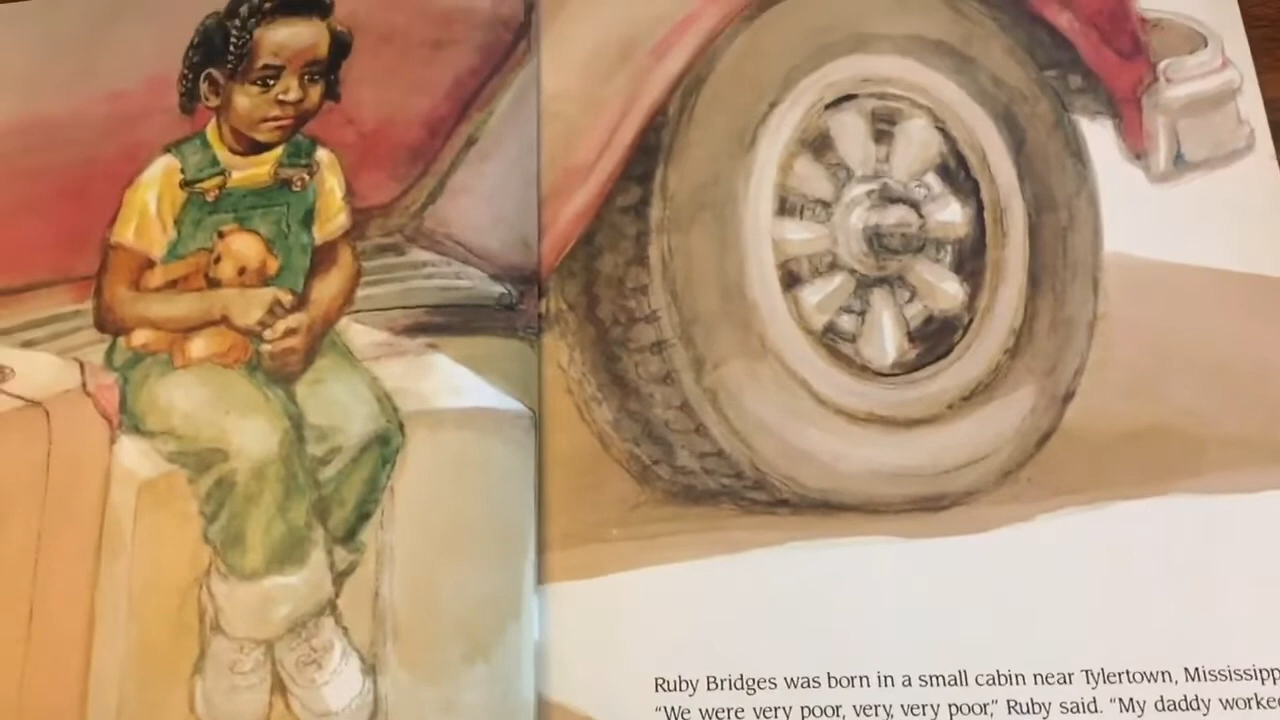 Ruby Bridges was born in a small cabin near Tylertown, Mississipp
“We were very poor, very, very poor,” Ruby said. “My daddy worke